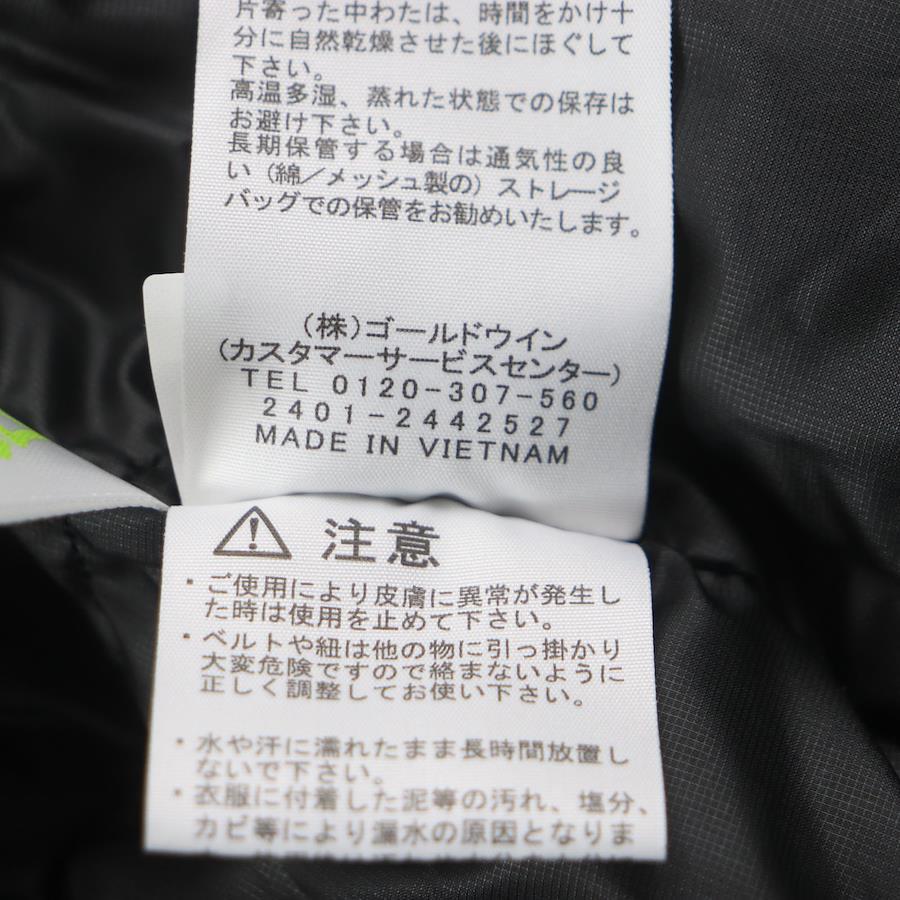 片寄った中わたは、時間をかけ十
分に自然乾燥させた後にほぐして
下さい。
高温多湿、蒸れた状態での保存は
お避け下さい。
長期保管する場合は通気性の良
い(綿/メッシュ製の)ストレージ
バッグでの保管をお勧めいたします。
(株)ゴールドウイン
(カスタマーサービスセンター)
TEL 0120-307-560
2401-2442527
MADE IN VIETNAM
注意
・ご使用により皮膚に異常が発生し
た時は使用を止めて下さい。
・ベルトや紐は他の物に引っ掛かり
大変危険ですので絡まないように
正しく調整してお使い下さい。
・水や汗に濡れたまま長時間放置し
ないで下さい。
・衣服に付着した泥等の汚れ、塩分、
カビ等により漏水の原因となりま